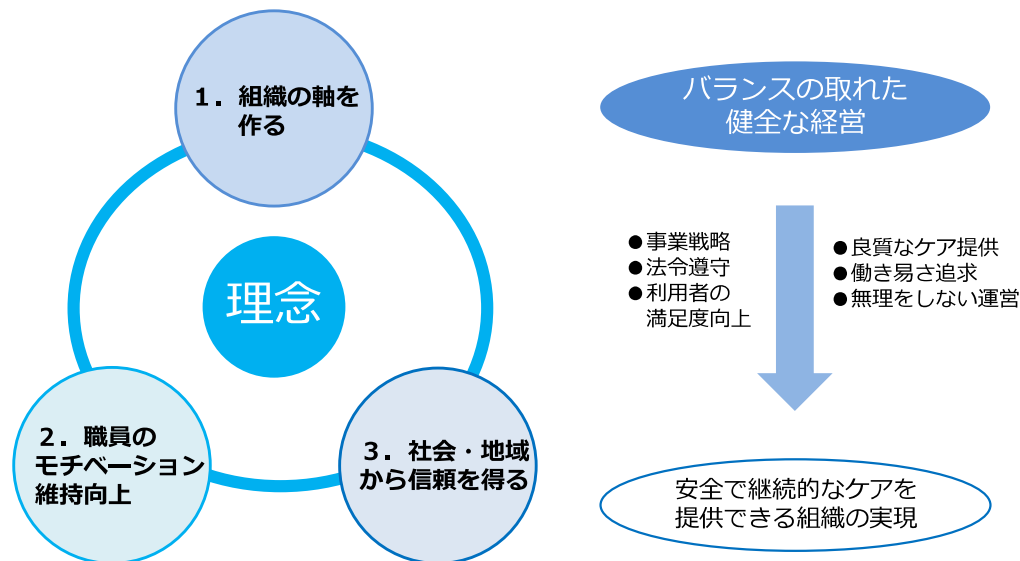 １．組織の軸を
作る
理念
２．職員の
モチベーション
維持向上
３．社会・地域
から信頼を得る
バランスの取れた
健全な経営
●事業戦略
●法令遵守
●利用者の
満足度向上
●良質なケア提供
●働き易さ追求
●無理をしない運営
安全で継続的なケアを
提供できる組織の実現